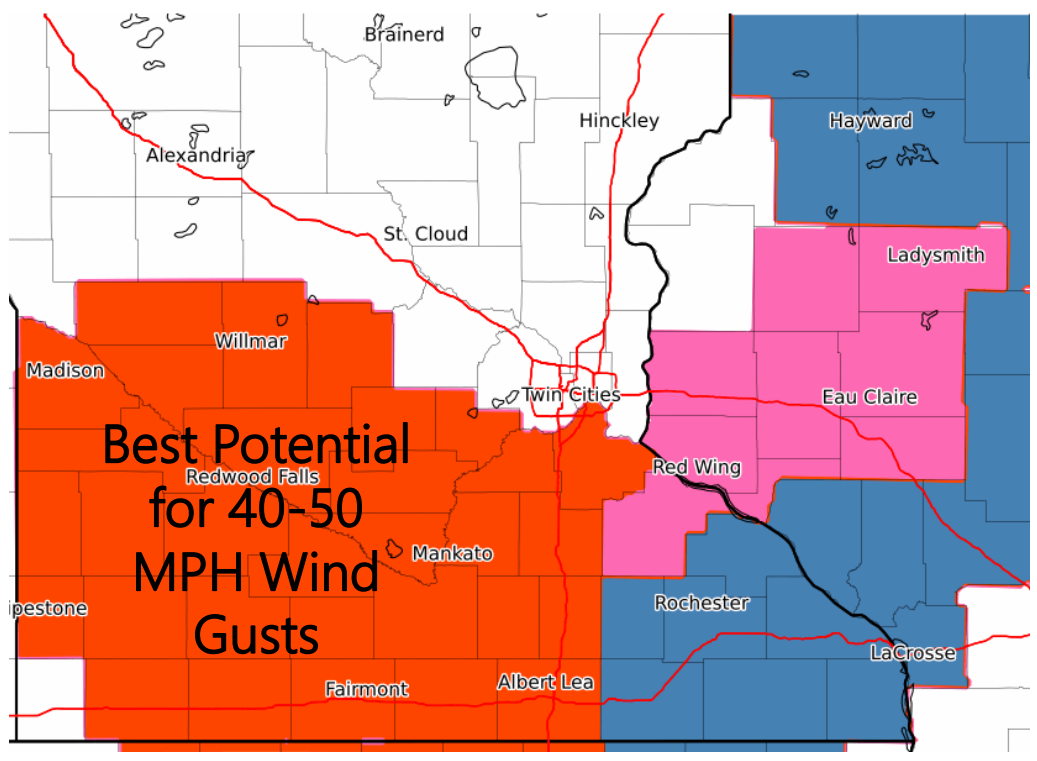 Brainerd
Hinckley
Hayward
Alexandria
St. Cloud
Ladysmith
Willmar
Madison
Twin Cities
Eau Claire
Best Potential
for 40-50
MPH Wind
Gusts
Redwood Falls
Red Wing
Mankato
ipestone
Rochester
LaCrosse
Fairmont
Albert Lea